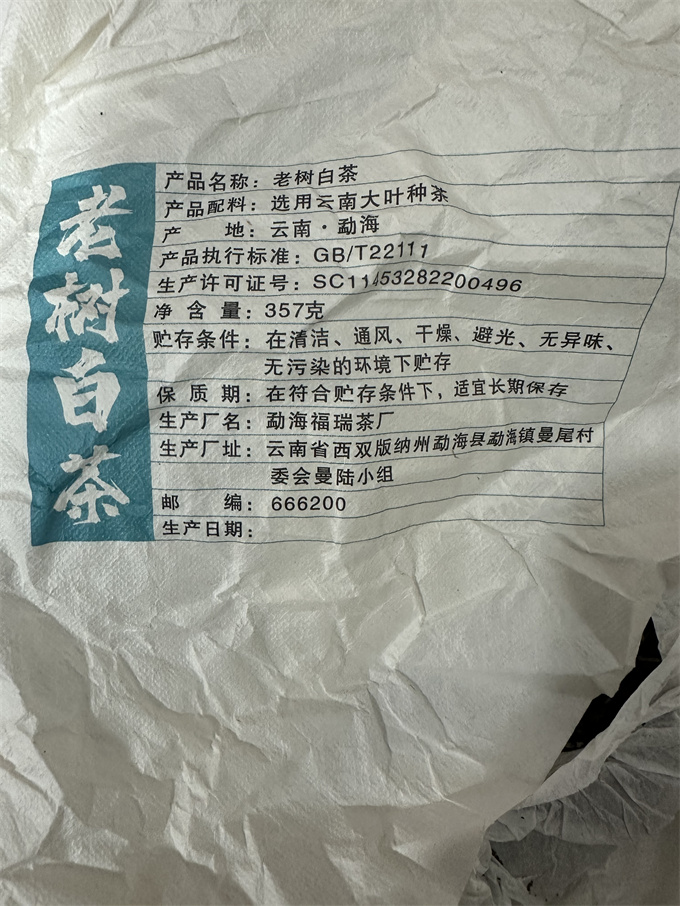 老树白茶
产品名称：老树白茶
产品配料：选用云南大叶种茶
产 地：云南·勐海
产品执行标准：GB/T22111
生产许可证号：SC11453282200496
净 含 量：357克
贮存条件：在清洁、通风、干燥、避光、无异味、
无污染的环境下贮存
保 质 期：在符合贮存条件下，适宜长期保存
生产厂名：勐海福瑞茶厂
生产厂址：云南省西双版纳州勐海县勐海镇曼尾村
委会曼陆小组
邮 编：666200
生产日期：